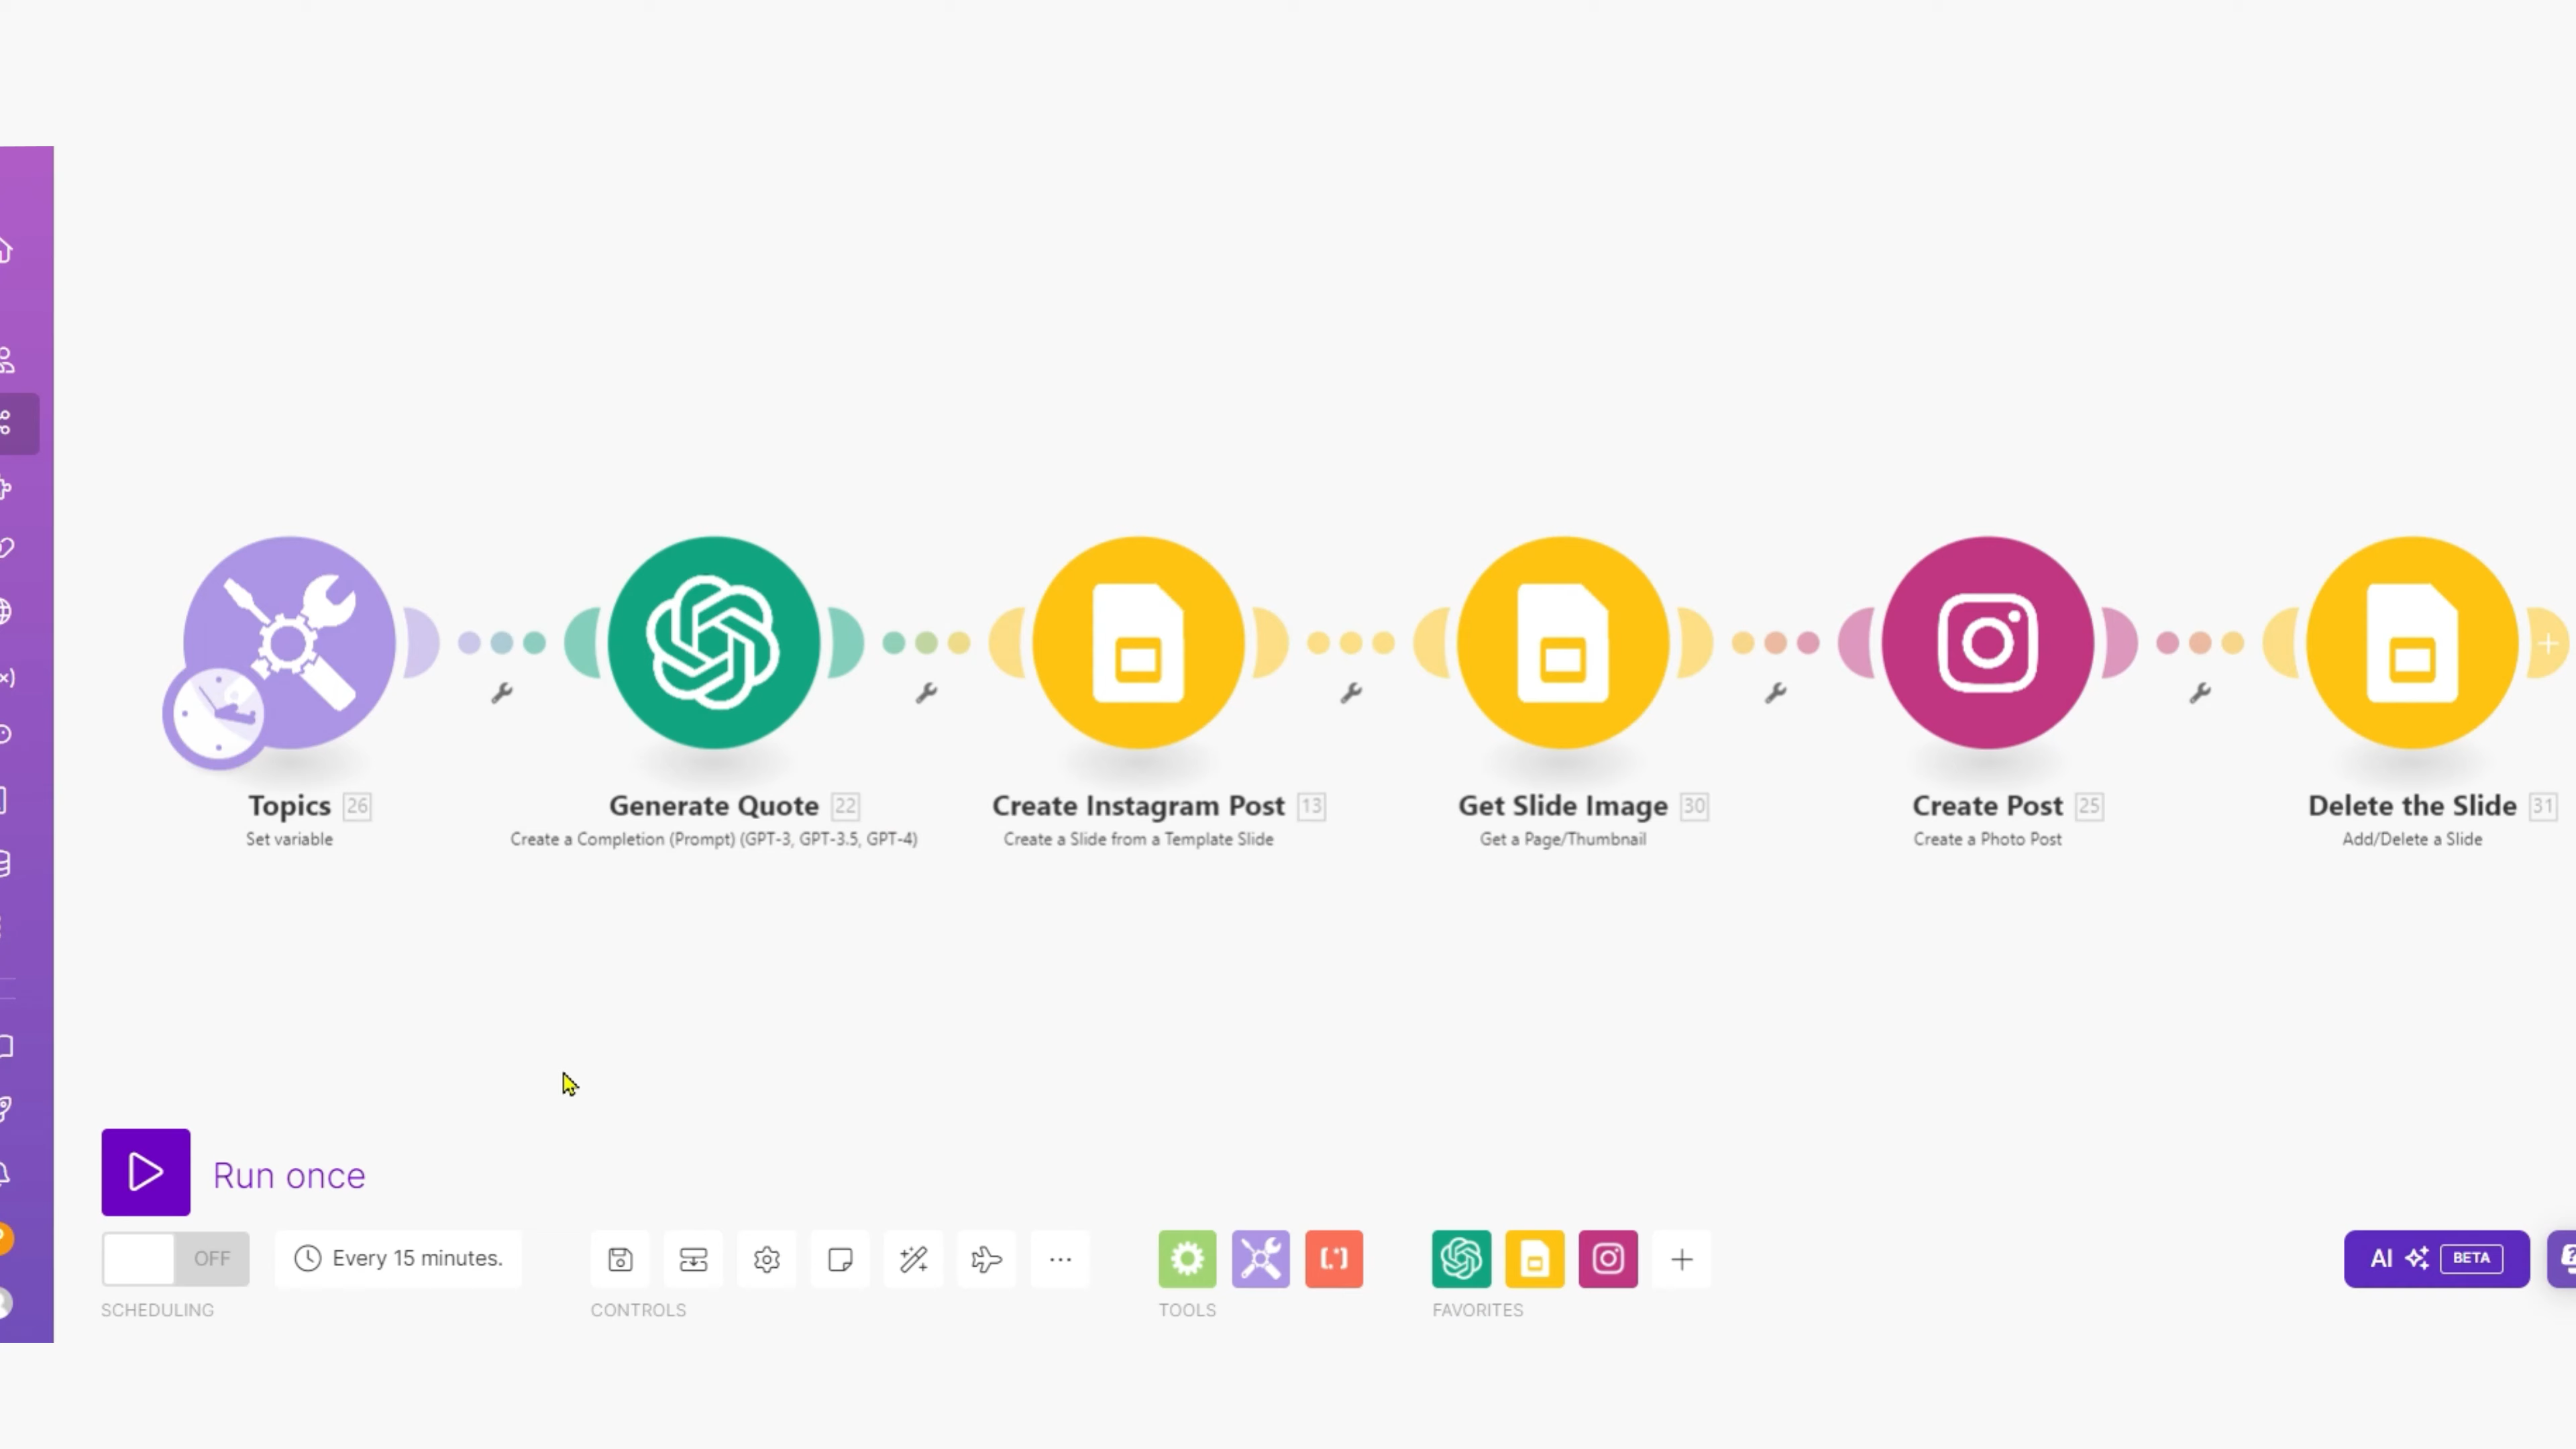 Topics 26
Set variable
Generate Quote 22
Create a Completion (Prompt) (GPT-3, GPT-3.5, GPT-4)
Create Instagram Post 13
Create a Slide from a Template Slide
Get Slide Image 30
Get a Page/Thumbnail
Create Post 25
Create a Photo Post
Delete the Slide 31
Add/Delete a Slide
Run once
OFF
Every 15 minutes.
AI BETA
SCHEDULING
CONTROLS
TOOLS
FAVORITES